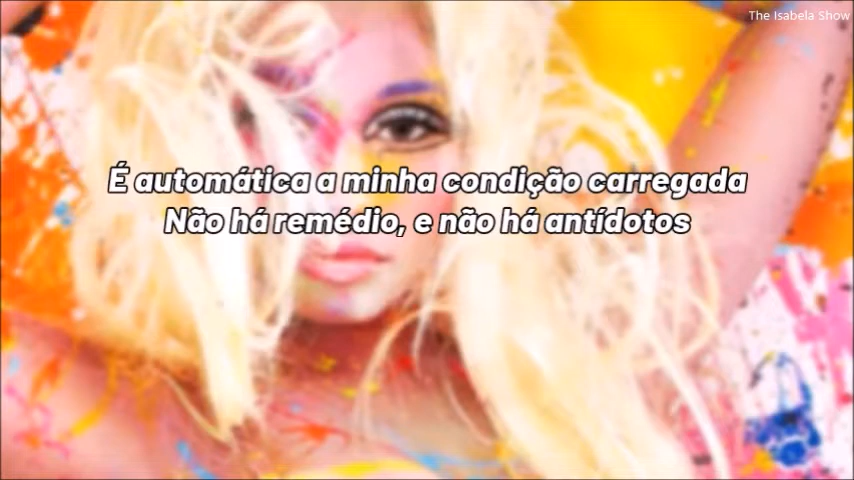 The Isabela Show
É automática a minha condição carregada
Não há remédio, e não há antídotos